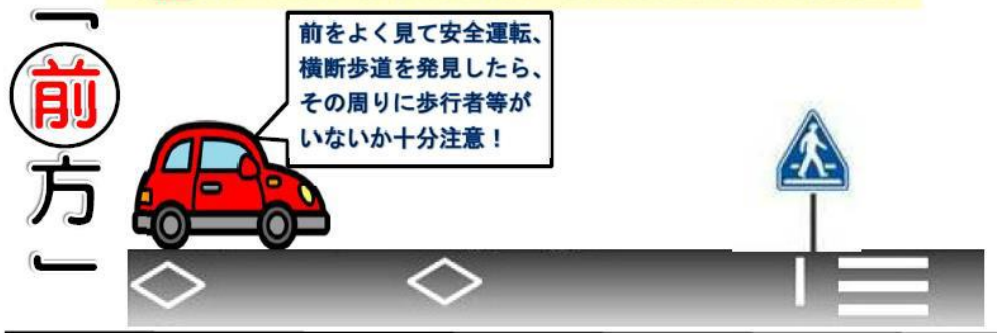 「前方」
前をよく見て安全運転、
横断歩道を発見したら、
その周りに歩行者等が
いないか十分注意！